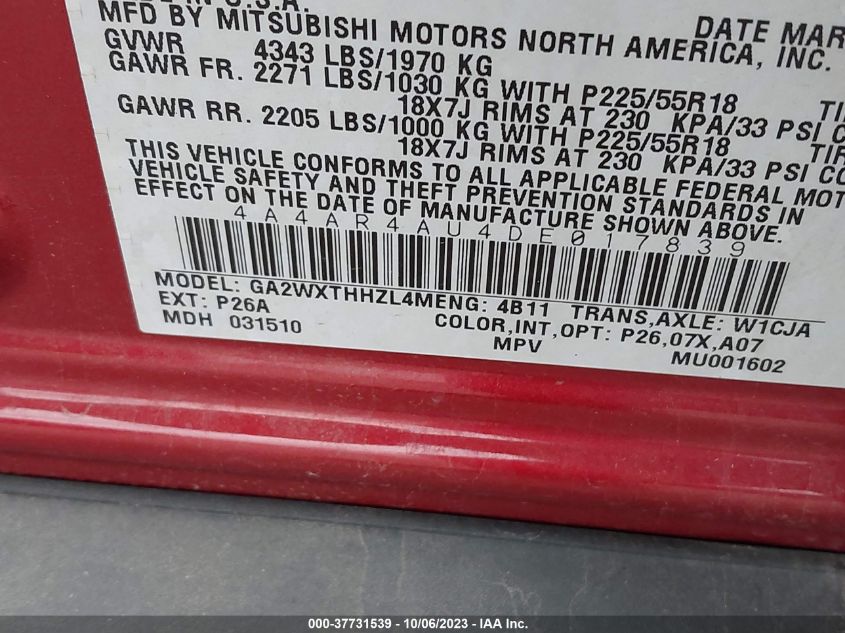 U.S.A.
MFD BY MITSUBISHI MOTORS NORTH AMERICA, INC. DATE MAR
GVWR 4343 LBS/1970 KG
GAWR FR. 2271 LBS/1030 KG WITH P225/55R18
18X7J RIMS AT 230 KPA/33 PSI
GAWR RR. 2205 LBS/1000 KG WITH P225/55R18
18X7J RIMS AT 230 KPA/33 PSI
THIS VEHICLE CONFORMS TO ALL APPLICABLE FEDERAL MOT
VEHICLE SAFETY AND THEFT PREVENTION STANDARDS IN
EFFECT ON THE DATE OF MANUFACTURE SHOWN ABOVE.
4A4AR4AU4DE017839
MODEL: GA2WXTHHZL4MENG: 4B11 TRANS,AXLE: W1CJA
EXT: P26A COLOR,INT,OPT: P26,07X,A07
MDH 031510 MPV MU001602
000-37731539 - 10/06/2023 - IAA Inc.